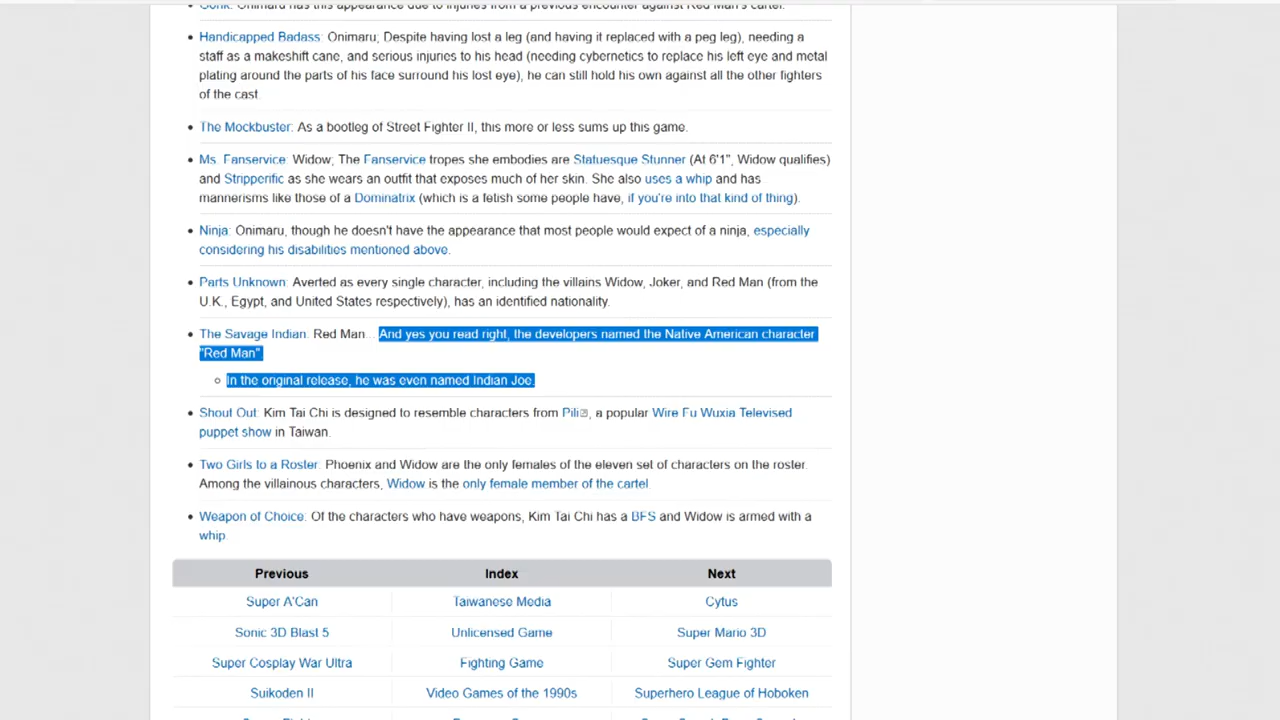 Gonk: Onimaru has this appearance due to injuries from a previous encounter against Red Man's cartel.
Handicapped Badass: Onimaru; Despite having lost a leg (and having it replaced with a peg leg), needing a
staff as a makeshift cane, and serious injuries to his head (needing cybernetics to replace his left eye and metal
plating around the parts of his face surround his lost eye), he can still hold his own against all the other fighters
of the cast.
The Mockbuster: As a bootleg of Street Fighter II, this more or less sums up this game.
Ms. Fanservice: Widow; The Fanservice tropes she embodies are Statuesque Stunner (At 6'1", Widow qualifies)
and Stripperific as she wears an outfit that exposes much of her skin. She also uses a whip and has
mannerisms like those of a Dominatrix (which is a fetish some people have, if you're into that kind of thing).
Ninja: Onimaru, though he doesn't have the appearance that most people would expect of a ninja, especially
considering his disabilities mentioned above.
Parts Unknown: Averted as every single character, including the villains Widow, Joker, and Red Man (from the
U.K., Egypt, and United States respectively), has an identified nationality.
The Savage Indian: Red Man... And yes you read right, the developers named the Native American character
"Red Man"
In the original release, he was even named Indian Joe.
Shout Out: Kim Tai Chi is designed to resemble characters from Pili, a popular Wire Fu Wuxia Televised
puppet show in Taiwan.
Two Girls to a Roster: Phoenix and Widow are the only females of the eleven set of characters on the roster.
Among the villainous characters, Widow is the only female member of the cartel.
Weapon of Choice: Of the characters who have weapons, Kim Tai Chi has a BFS and Widow is armed with a
whip.
Previous Index Next
Super A'Can Taiwanese Media Cytus
Sonic 3D Blast 5 Unlicensed Game Super Mario 3D
Super Cosplay War Ultra Fighting Game Super Gem Fighter
Suikoden II Video Games of the 1990s Superhero League of Hoboken